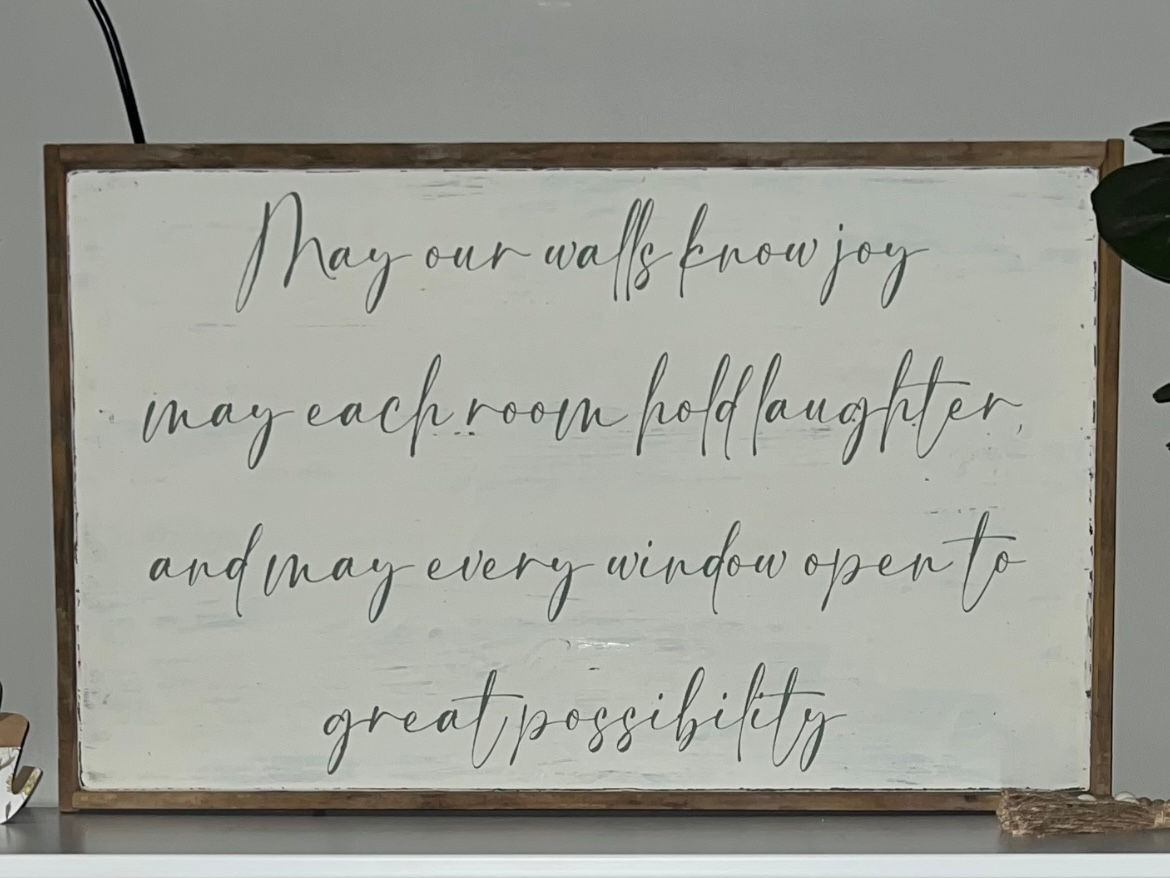 May our walls know joy
may each room hold laughter,
and may every window open to
great possibility